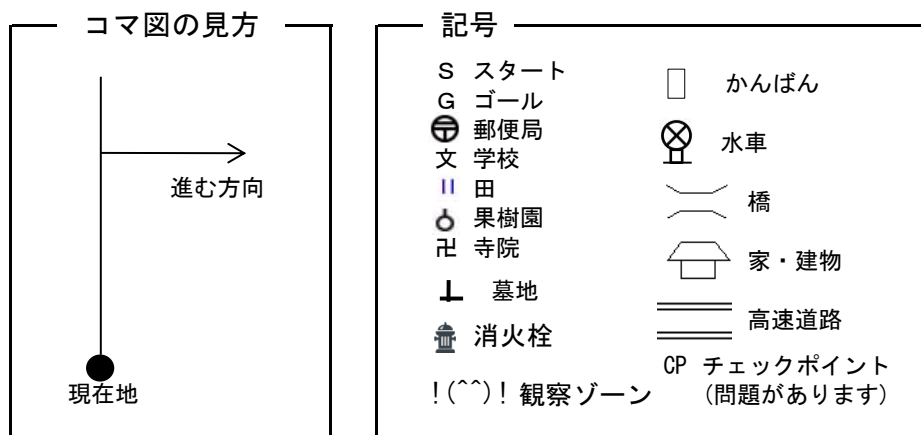 コマ図の見方
進む方向
現在地
記号
S スタート
G ゴール
郵便局
文 学校
田
果樹園
卍 寺院
墓地
消火栓
!(^^)! 観察ゾーン
かんばん
水車
橋
家・建物
高速道路
CP チェックポイント
(問題があります)